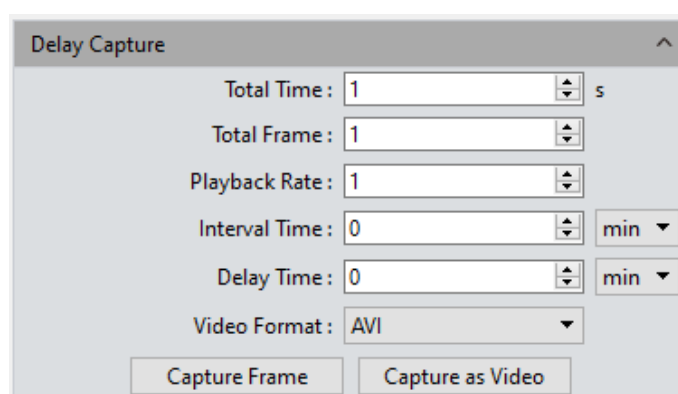 Delay Capture
Total Time : 1 s
Total Frame : 1
Playback Rate : 1
Interval Time : 0 min
Delay Time : 0 min
Video Format : AVI
Capture Frame Capture as Video